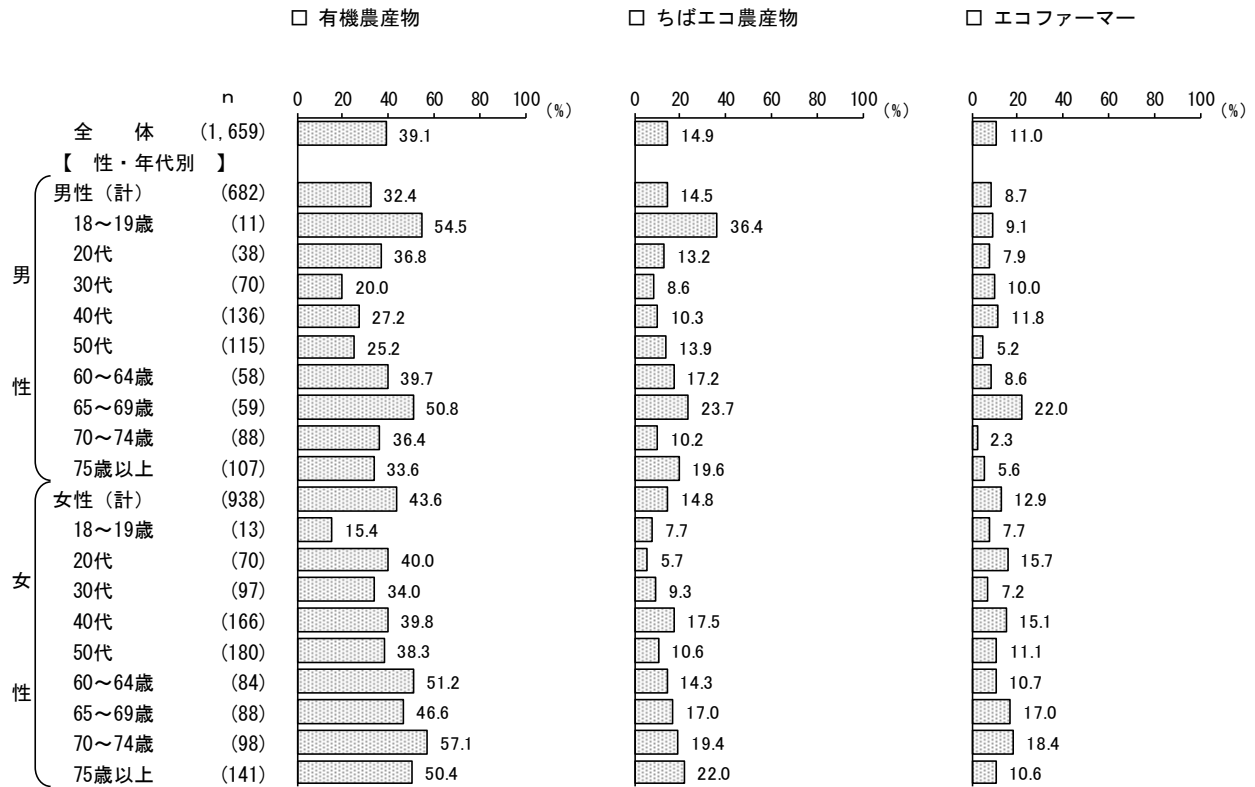 □ 有機農産物 □ ちばエコ農産物 □ エコファーマー
n 0 20 40 60 80 100 (%) 0 20 40 60 80 100 (%) 0 20 40 60 80 100 (%)
全 体 (1,659) 39.1 14.9 11.0
【 性・年代別 】
男性（計） (682) 32.4 14.5 8.7
18～19歳 (11) 54.5 36.4 9.1
20代 (38) 36.8 13.2 7.9
男
30代 (70) 20.0 8.6 10.0
40代 (136) 27.2 10.3 11.8
50代 (115) 25.2 13.9 5.2
性
60～64歳 (58) 39.7 17.2 8.6
65～69歳 (59) 50.8 23.7 22.0
70～74歳 (88) 36.4 10.2 2.3
75歳以上 (107) 33.6 19.6 5.6
女性（計） (938) 43.6 14.8 12.9
18～19歳 (13) 15.4 7.7 7.7
20代 (70) 40.0 5.7 15.7
女
30代 (97) 34.0 9.3 7.2
40代 (166) 39.8 17.5 15.1
50代 (180) 38.3 10.6 11.1
性
60～64歳 (84) 51.2 14.3 10.7
65～69歳 (88) 46.6 17.0 17.0
70～74歳 (98) 57.1 19.4 18.4
75歳以上 (141) 50.4 22.0 10.6